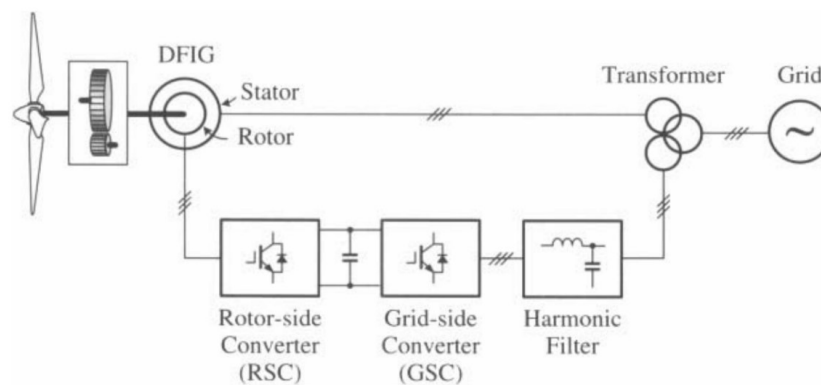 DFIG
Stator
Rotor
Transformer
Grid
~
Rotor-side
Converter
(RSC)
Grid-side
Converter
(GSC)
Harmonic
Filter